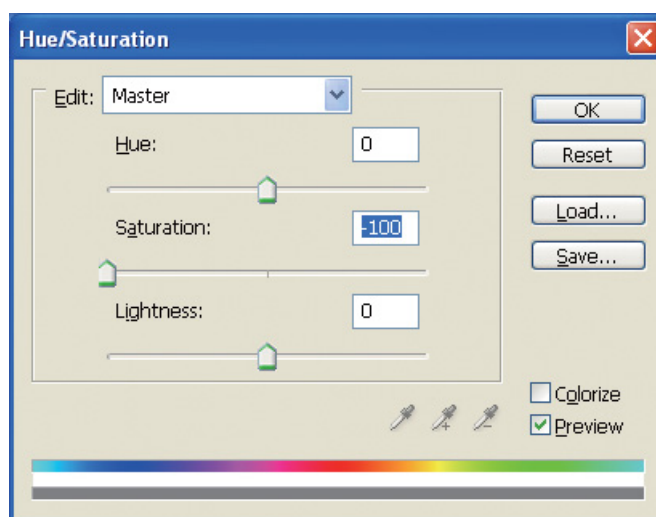 Hue/Saturation
Edit: Master
OK
Hue: 0
Reset
Saturation: -100
Load...
Save...
Lightness: 0
Colorize
Preview